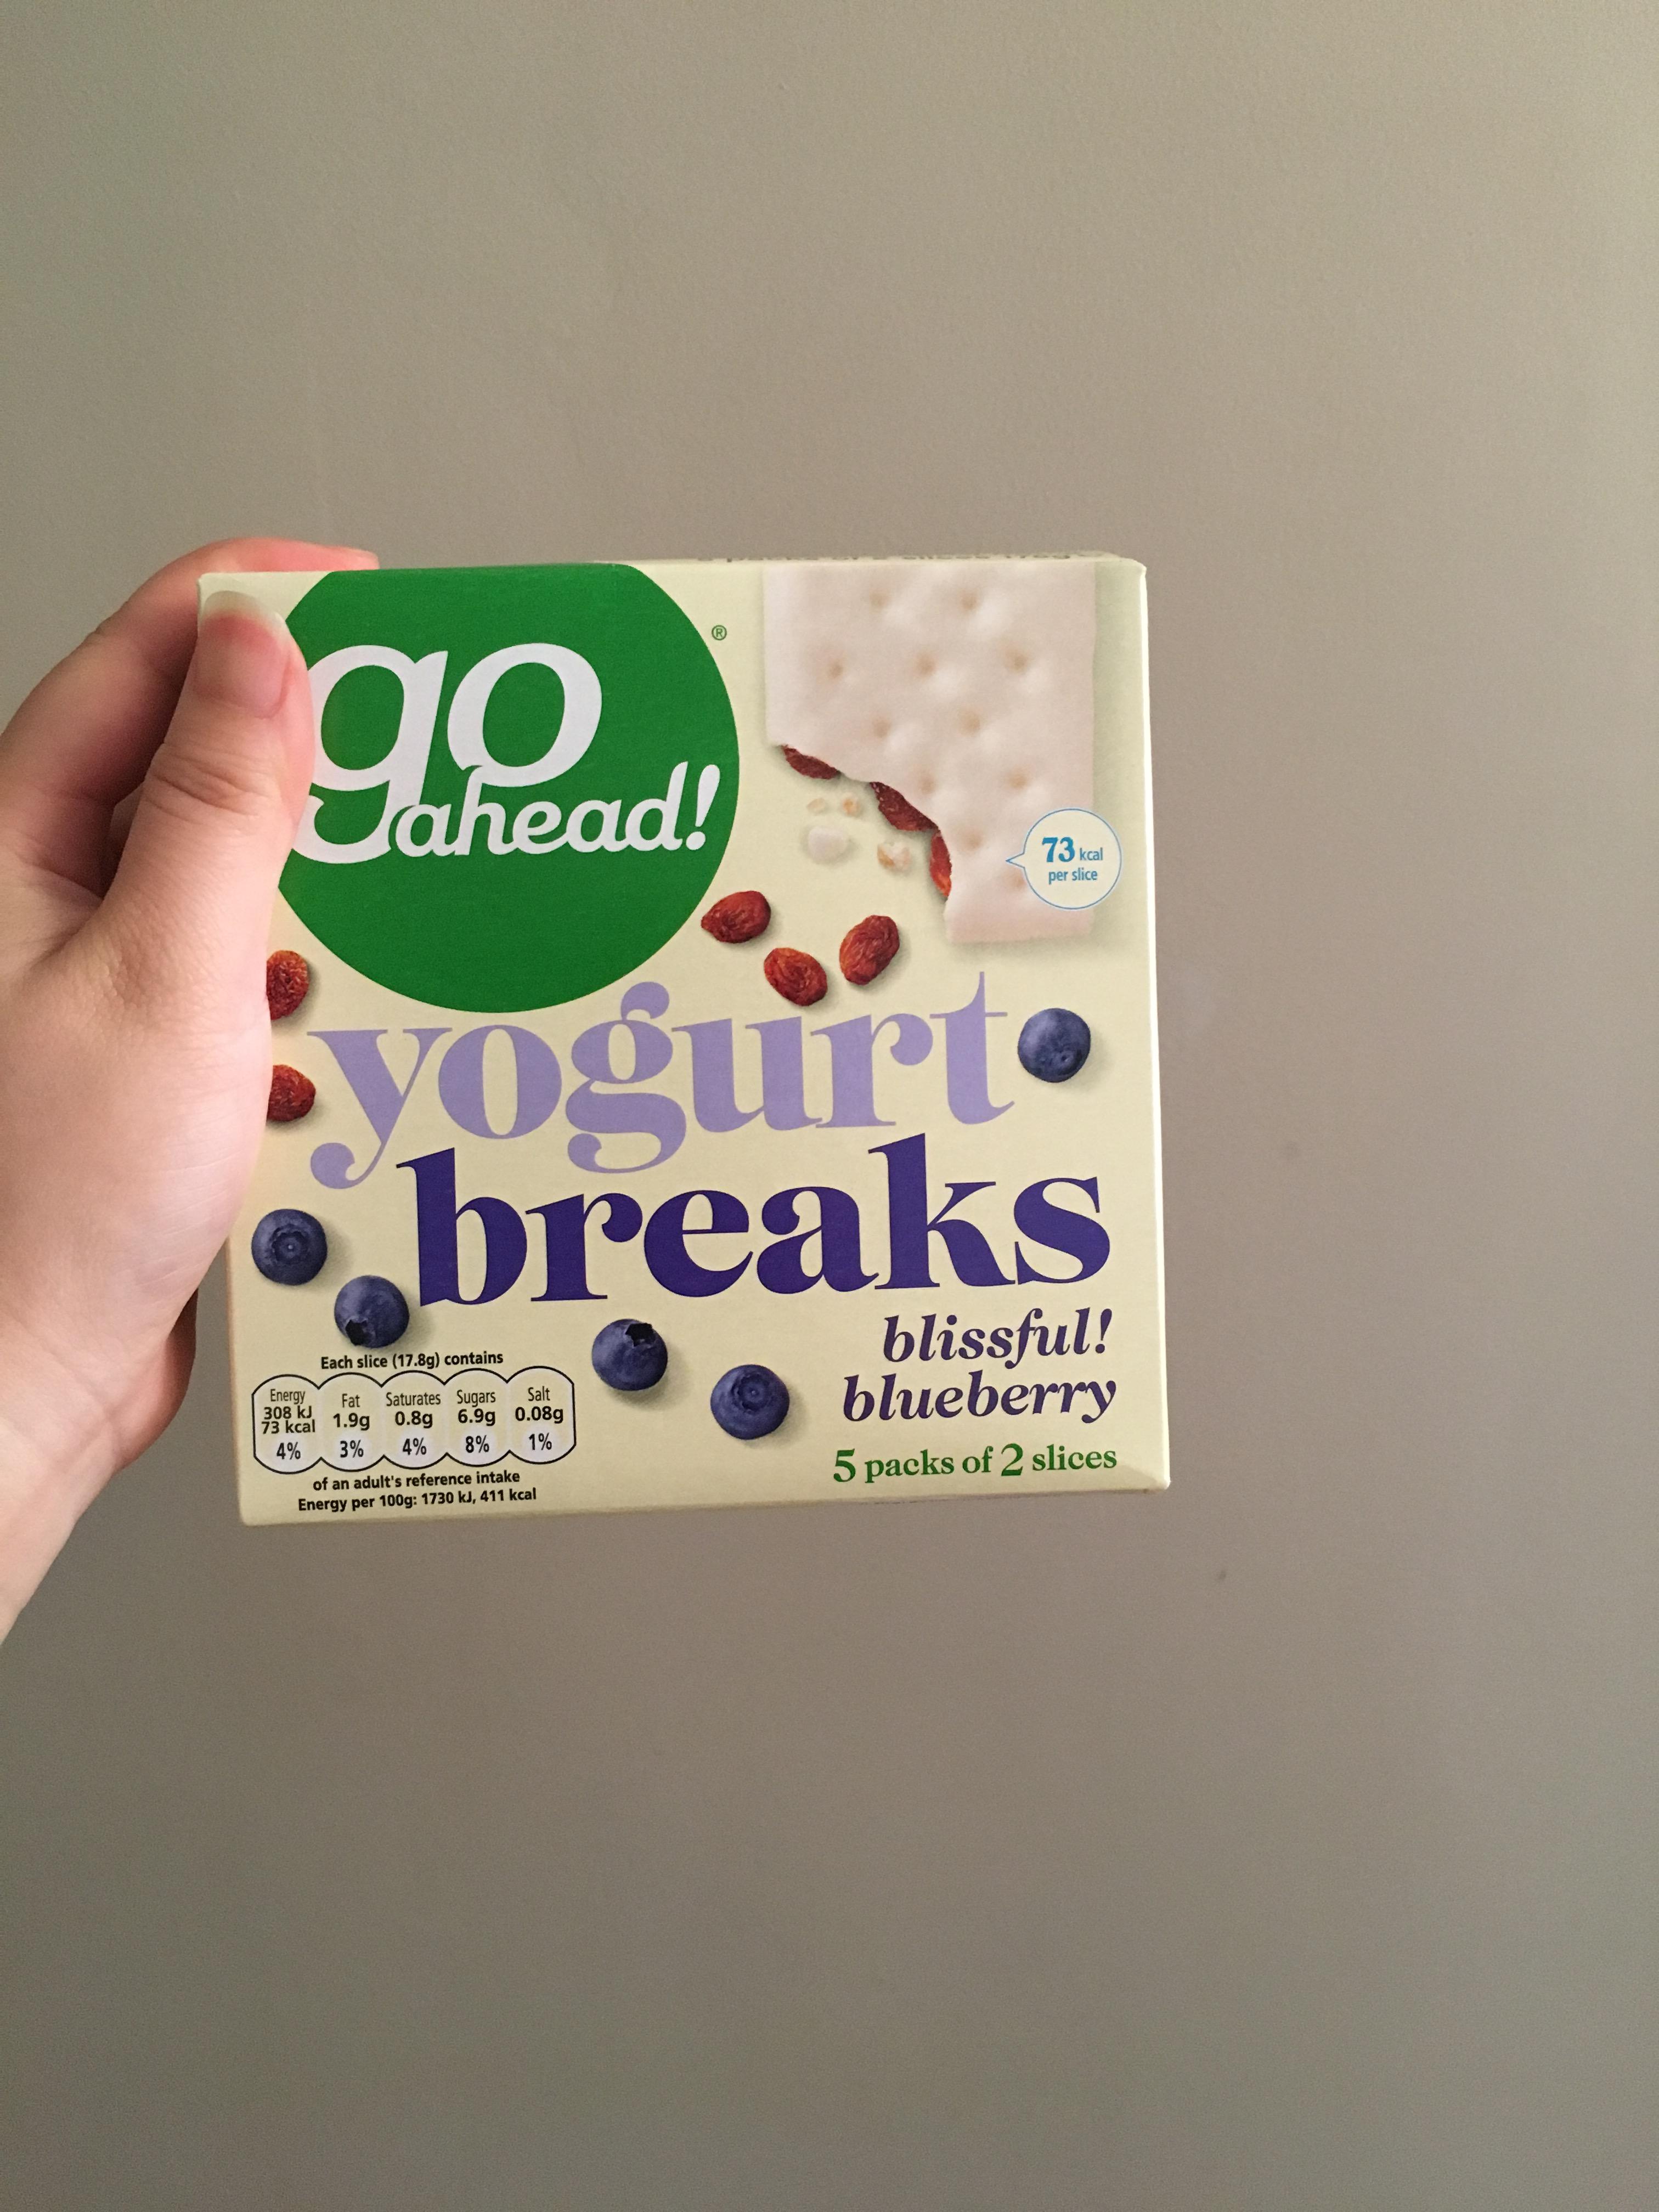 go
ahead!
®
73 kcal
per slice
yogurt
breaks
blissful!
blueberry
5 packs of 2 slices
Each slice (17.8g) contains
Energy Fat Saturates Sugars Salt
308 kJ
73 kcal 1.9g 0.8g 6.9g 0.08g
4% 3% 4% 8% 1%
of an adult's reference intake
Energy per 100g: 1730 kJ, 411 kcal